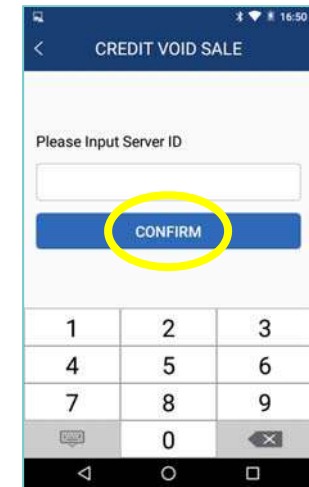 16:50
CREDIT VOID SALE
Please Input Server ID
CONFIRM
1 2 3
4 5 6
7 8 9
0